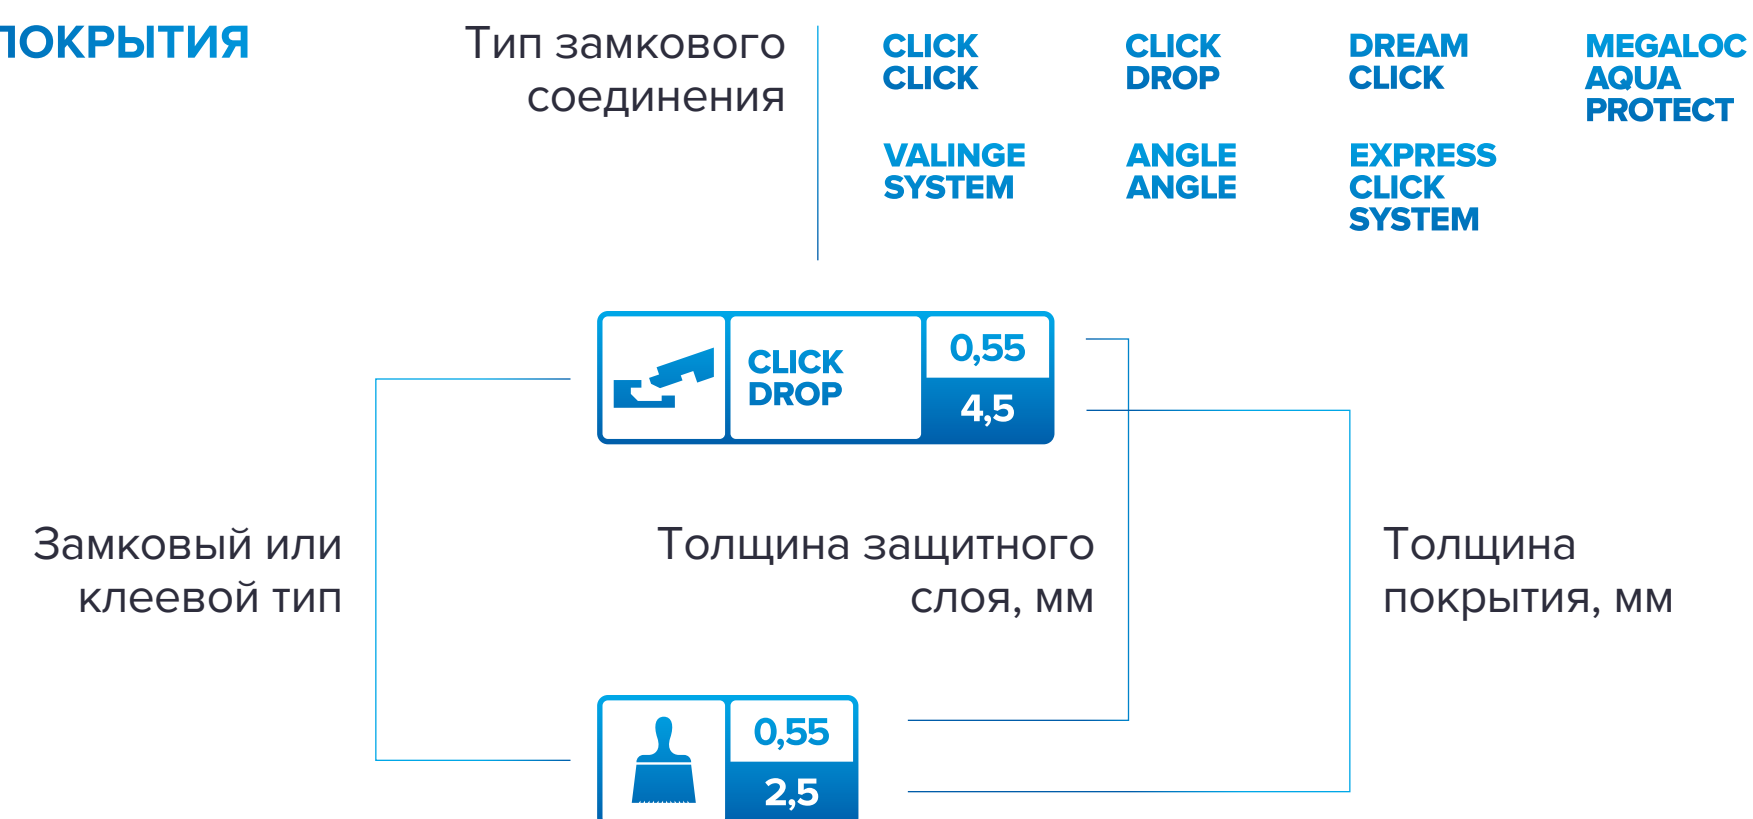 ПОКРЫТИЯ
Тип замкового
соединения
CLICK
CLICK
CLICK
DROP
DREAM
CLICK
MEGALOC
AQUA
PROTECT
VALINGE
SYSTEM
ANGLE
ANGLE
EXPRESS
CLICK
SYSTEM
CLICK
DROP
0,55
4,5
Замковый или
клеевой тип
Толщина защитного
слоя, мм
Толщина
покрытия, мм
0,55
2,5